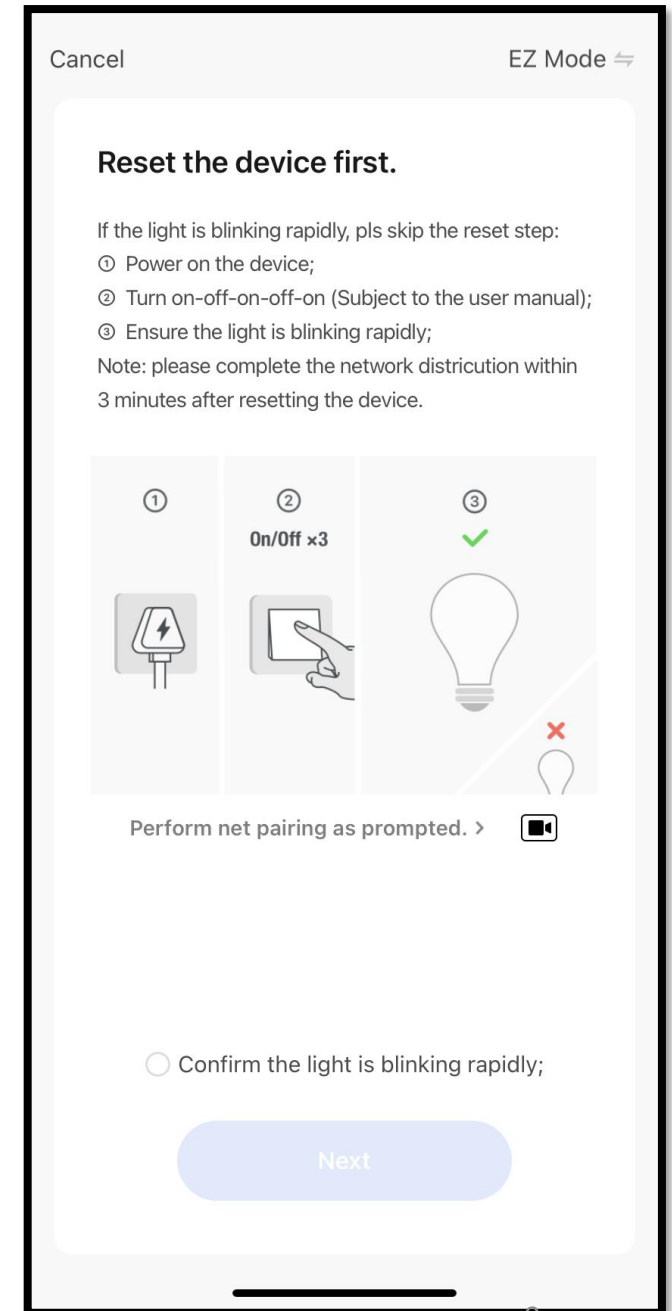 Cancel
EZ Mode ⇋
Reset the device first.
If the light is blinking rapidly, pls skip the reset step:
① Power on the device;
② Turn on-off-on-off-on (Subject to the user manual);
③ Ensure the light is blinking rapidly;
Note: please complete the network districution within
3 minutes after resetting the device.
①
②
③
On/Off ×3
Perform net pairing as prompted. >
Confirm the light is blinking rapidly;
Next